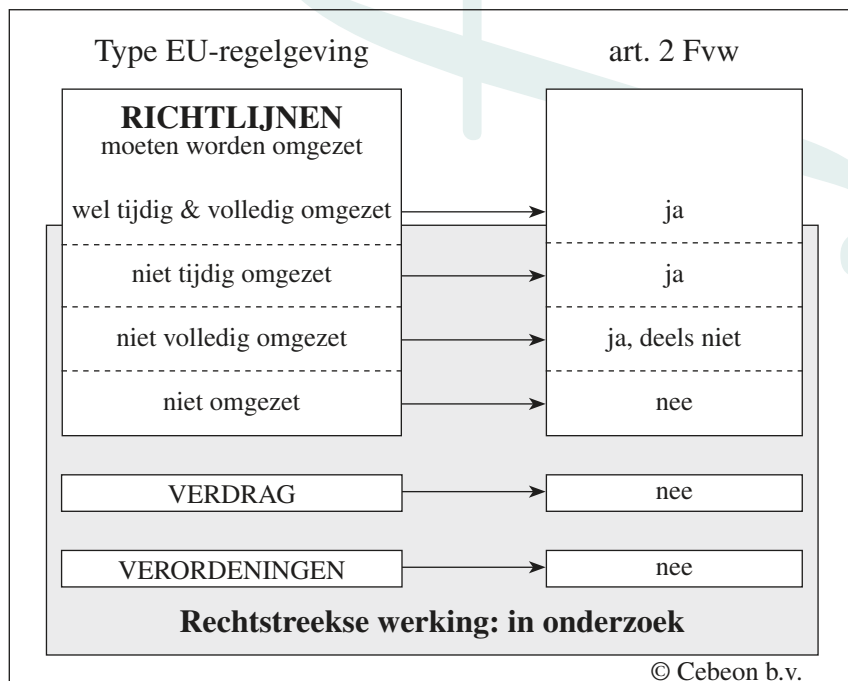 Type EU-regelgeving art. 2 Fvw
RICHTLIJNEN
moeten worden omgezet
wel tijdig & volledig omgezet ja
niet tijdig omgezet ja
niet volledig omgezet ja, deels niet
niet omgezet nee
VERDRAG nee
VERORDENINGEN nee
Rechtstreekse werking: in onderzoek
© Cebeon b.v.